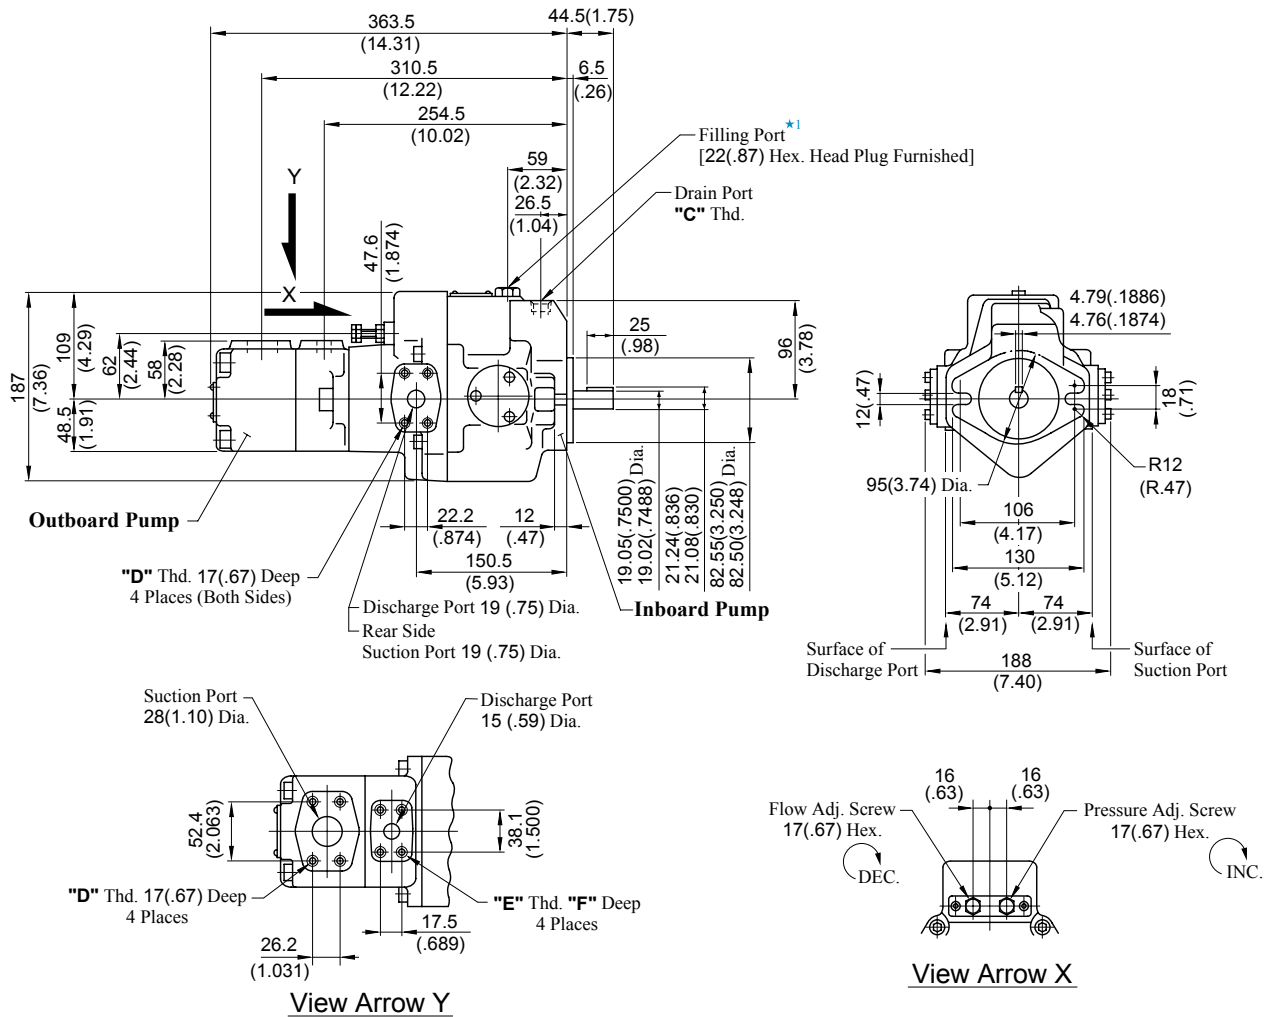 363.5
(14.31)
44.5(1.75)
310.5
(12.22)
6.5
(.26)
254.5
(10.02)
Filling Port★1
[22(.87) Hex. Head Plug Furnished]
59
(2.32)
Drain Port
"C" Thd.
26.5
(1.04)
Y
X
47.6
(1.874)
187
(7.36)
109
(4.29)
62
(2.44)
58
(2.28)
48.5
(1.91)
25
(.98)
96
(3.78)
Outboard Pump
22.2
(.874)
12
(.47)
150.5
(5.93)
19.05(.7500) Dia.
19.02(.7488)
21.24(.836)
21.08(.830)
82.55(3.250) Dia.
82.50(3.248)
"D" Thd. 17(.67) Deep
4 Places (Both Sides)
Discharge Port 19 (.75) Dia.
Rear Side
Suction Port 19 (.75) Dia.
Inboard Pump
4.79(.1886)
4.76(.1874)
12(.47)
18
(.71)
R12
(R.47)
95(3.74) Dia.
106
(4.17)
130
(5.12)
74
(2.91)
74
(2.91)
Surface of
Discharge Port
Surface of
Suction Port
188
(7.40)
Suction Port
28(1.10) Dia.
Discharge Port
15 (.59) Dia.
52.4
(2.063)
38.1
(1.500)
"D" Thd. 17(.67) Deep
4 Places
"E" Thd. "F" Deep
4 Places
17.5
(.689)
26.2
(1.031)
View Arrow Y
16
(.63)
16
(.63)
Flow Adj. Screw
17(.67) Hex.
DEC.
Pressure Adj. Screw
17(.67) Hex.
INC.
View Arrow X